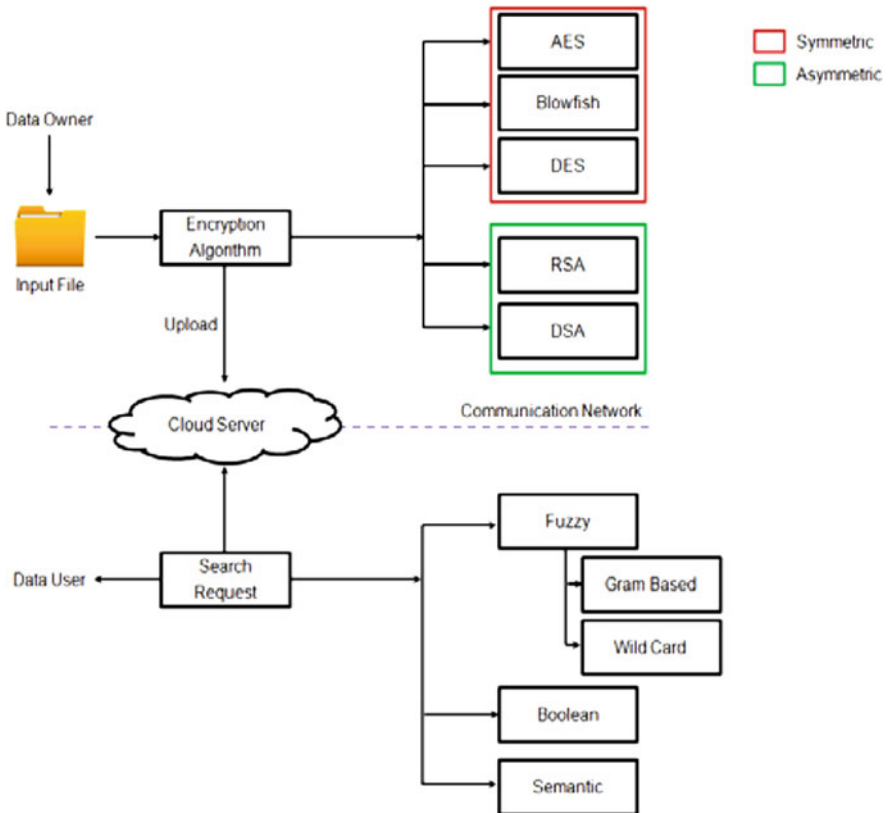 AES
Symmetric
Asymmetric
Blowfish
Data Owner
DES
Encryption
Algorithm
Input File
RSA
Upload
DSA
Communication Network
Cloud Server
Fuzzy
Data User
Search
Request
Gram Based
Wild Card
Boolean
Semantic